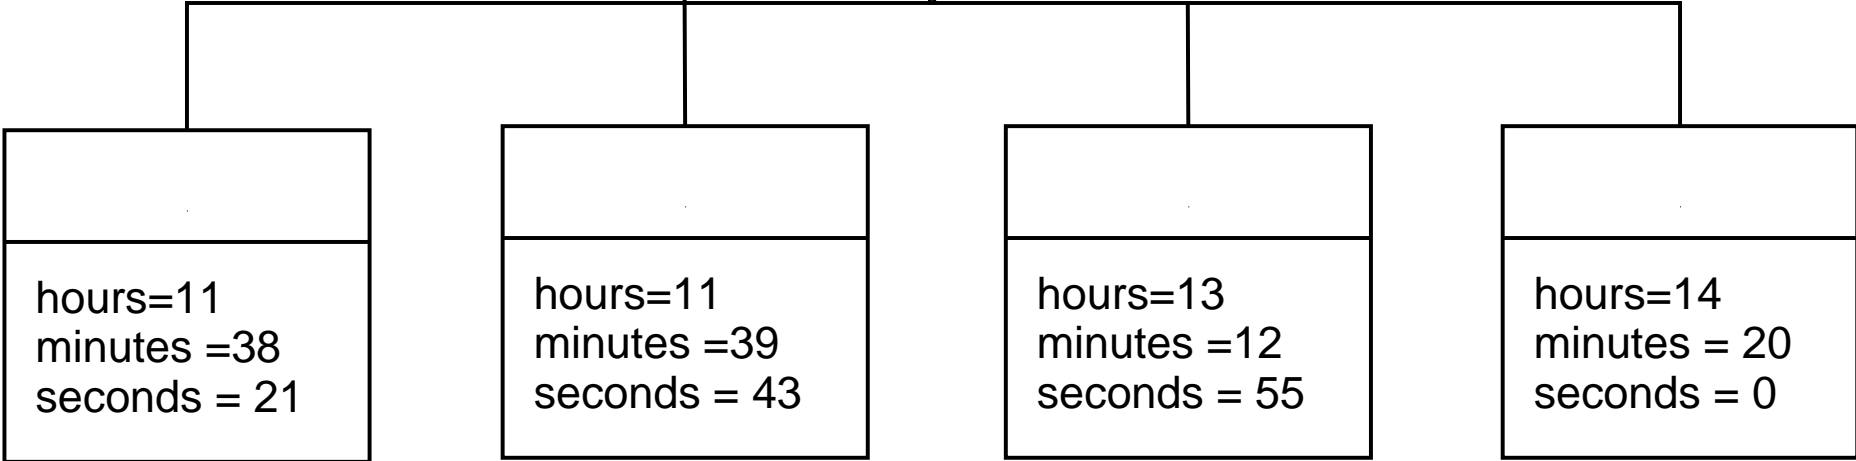 hours=11
minutes =38
seconds = 21
hours=11
minutes =39
seconds = 43
hours=13
minutes =12
seconds = 55
hours=14
minutes = 20
seconds = 0